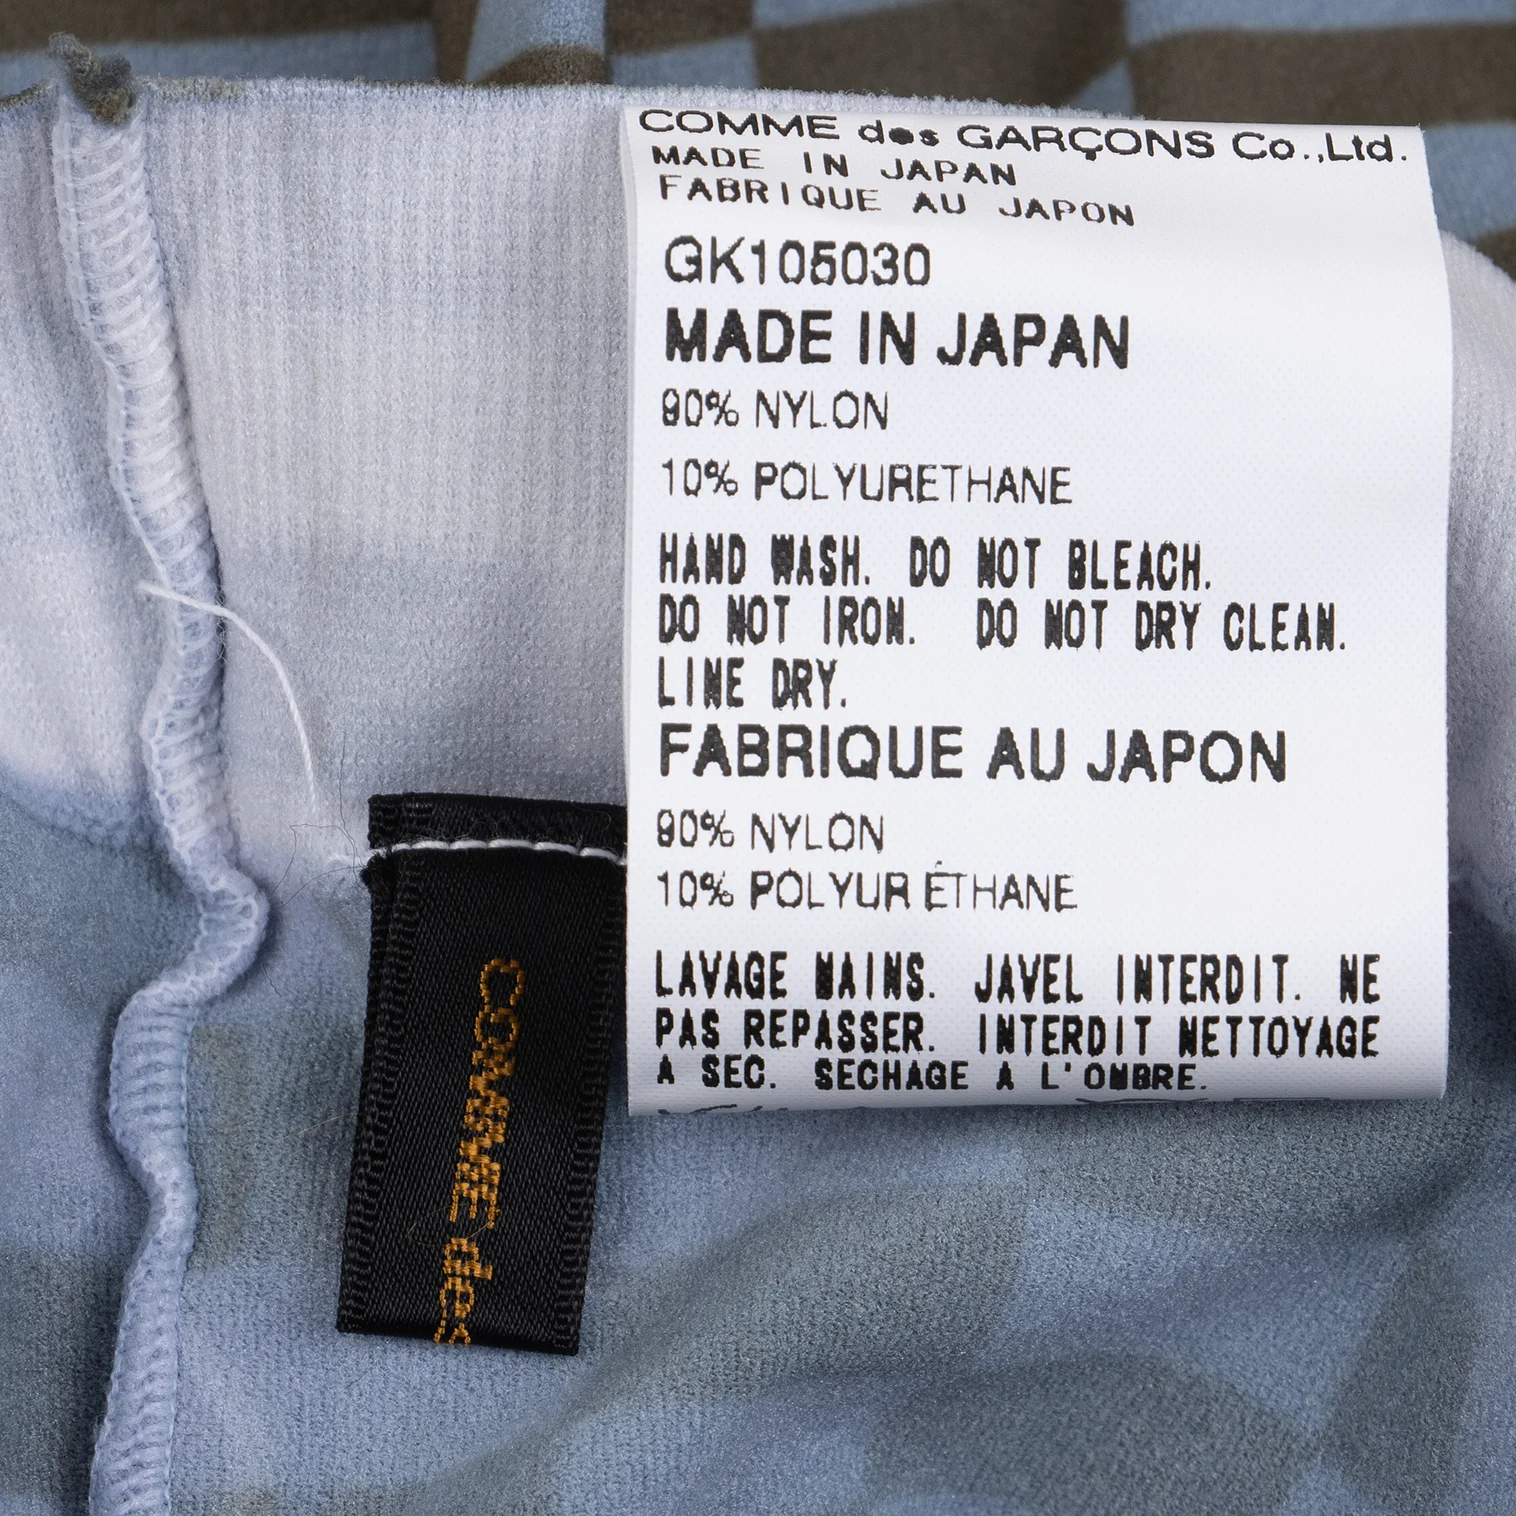 COMME des GARÇONS Co.,Ltd.
MADE IN JAPAN
FABRIQUE AU JAPON
GK105030
MADE IN JAPAN
90% NYLON
10% POLYURETHANE
HAND WASH. DO NOT BLEACH.
DO NOT IRON. DO NOT DRY CLEAN.
LINE DRY.
FABRIQUE AU JAPON
90% NYLON
10% POLYUR ÉTHANE
LAVAGE MAINS. JAVEL INTERDIT. NE
PAS REPASSER. INTERDIT NETTOYAGE
A SEC. SECHAGE A L'OMBRE.
COMME des